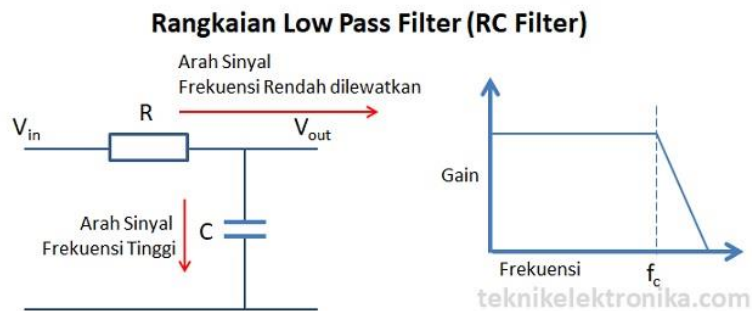 Rangkaian Low Pass Filter (RC Filter)
Arah Sinyal
Frekuensi Rendah dilewatkan
R
Vin
Vout
Arah Sinyal
Frekuensi Tinggi
C
Gain
Frekuensi
fc
teknikelektronika.com